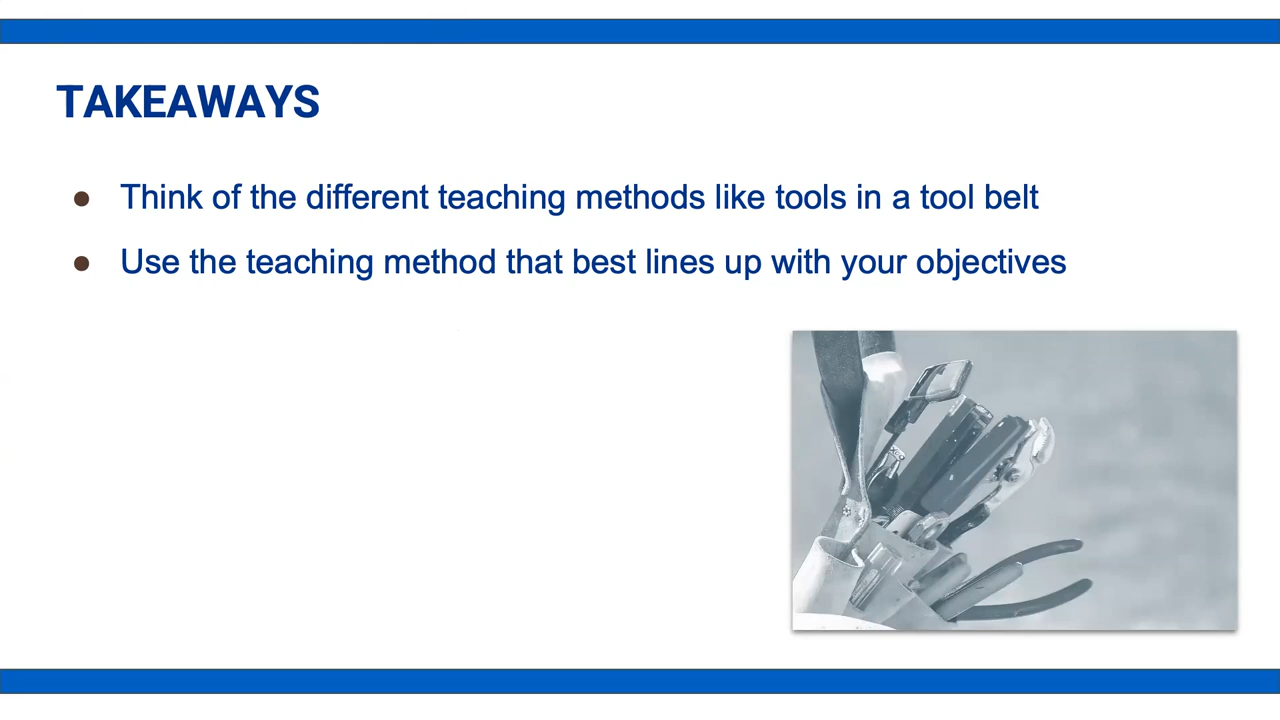 TAKEAWAYS
● Think of the different teaching methods like tools in a tool belt
● Use the teaching method that best lines up with your objectives